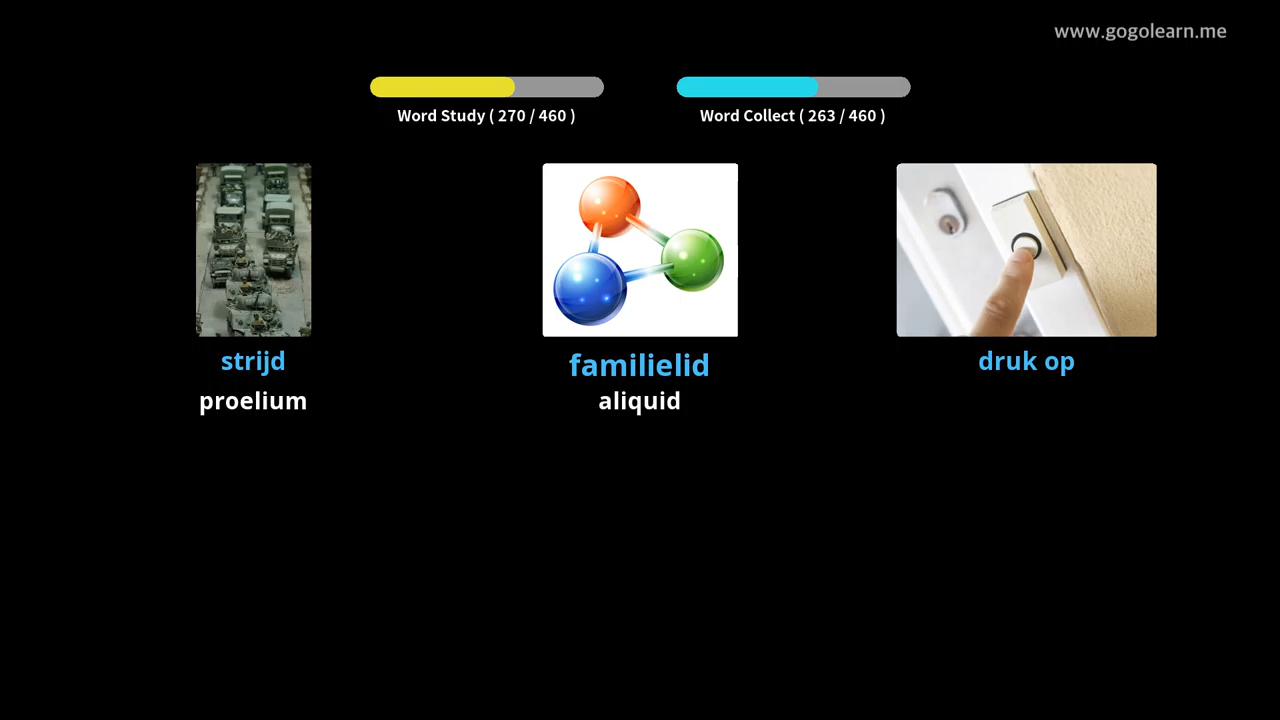 www.gogolearn.me
Word Study ( 270 / 460 )
Word Collect ( 263 / 460 )
strijd
familielid
druk op
proelium
aliquid